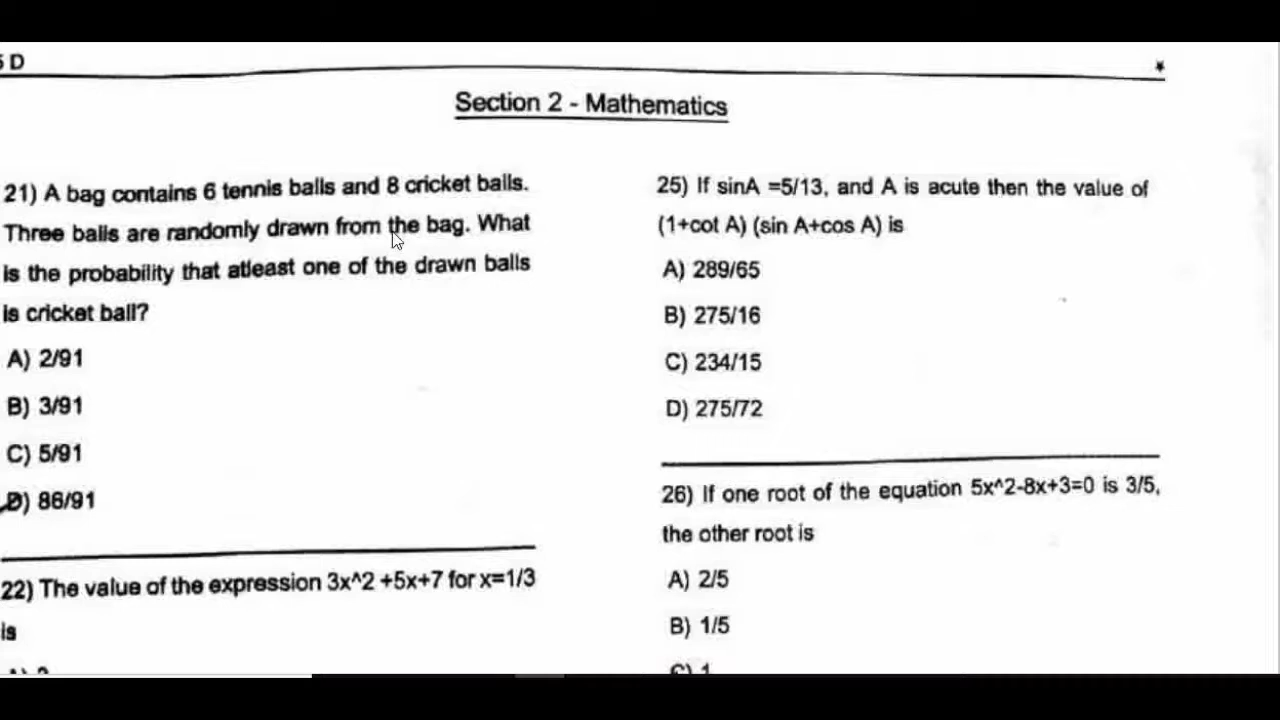 5 D
*
Section 2 - Mathematics
21) A bag contains 6 tennis balls and 8 cricket balls.
Three balls are randomly drawn from the bag. What
is the probability that atleast one of the drawn balls
is cricket ball?
A) 2/91
B) 3/91
C) 5/91
D) 86/91
22) The value of the expression 3x^2 +5x+7 for x=1/3
is
25) If sinA =5/13, and A is acute then the value of
(1+cot A) (sin A+cos A) is
A) 289/65
B) 275/16
C) 234/15
D) 275/72
26) If one root of the equation 5x^2-8x+3=0 is 3/5,
the other root is
A) 2/5
B) 1/5
C) 1